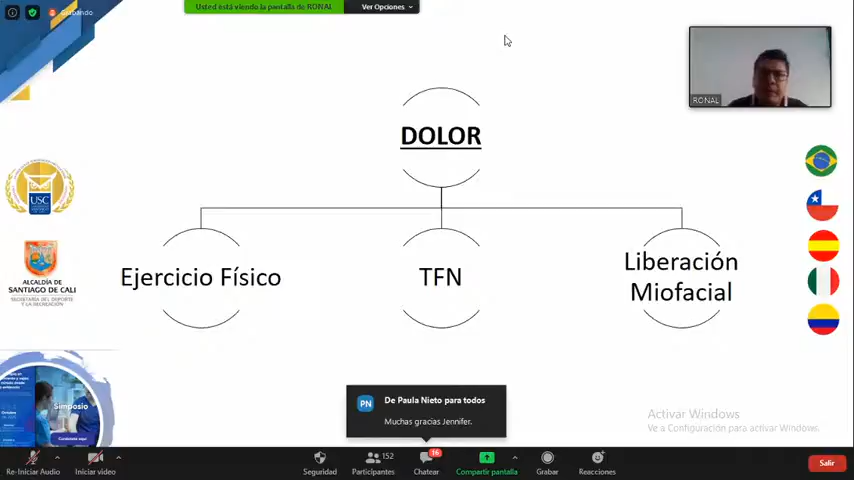 Grabando
Usted está viendo la pantalla de RONAL
Ver Opciones
RONAL
DOLOR
USC
ALCALDÍA DE
SANTIAGO DE CALI
SECRETARÍA DEL DEPORTE
Y LA RECREACIÓN
Ejercicio Físico
TFN
Liberación
Miofacial
Simposio
PN
De Paula Nieto para todos
Muchas gracias Jennifer.
Activar Windows
Ve a Configuración para activar Windows.
Re-Iniciar Audio
Iniciar video
Seguridad
152
Participantes
16
Chatear
Compartir pantalla
Grabar
Reacciones
Salir